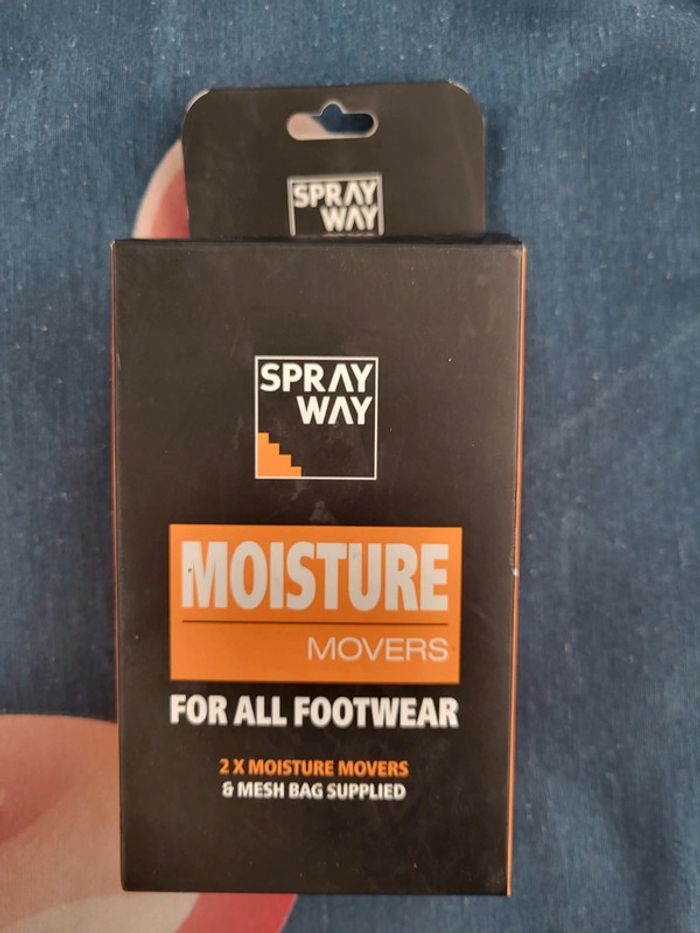 SPRAY
WAY
SPRAY
WAY
MOISTURE
MOVERS
FOR ALL FOOTWEAR
2 X MOISTURE MOVERS
& MESH BAG SUPPLIED